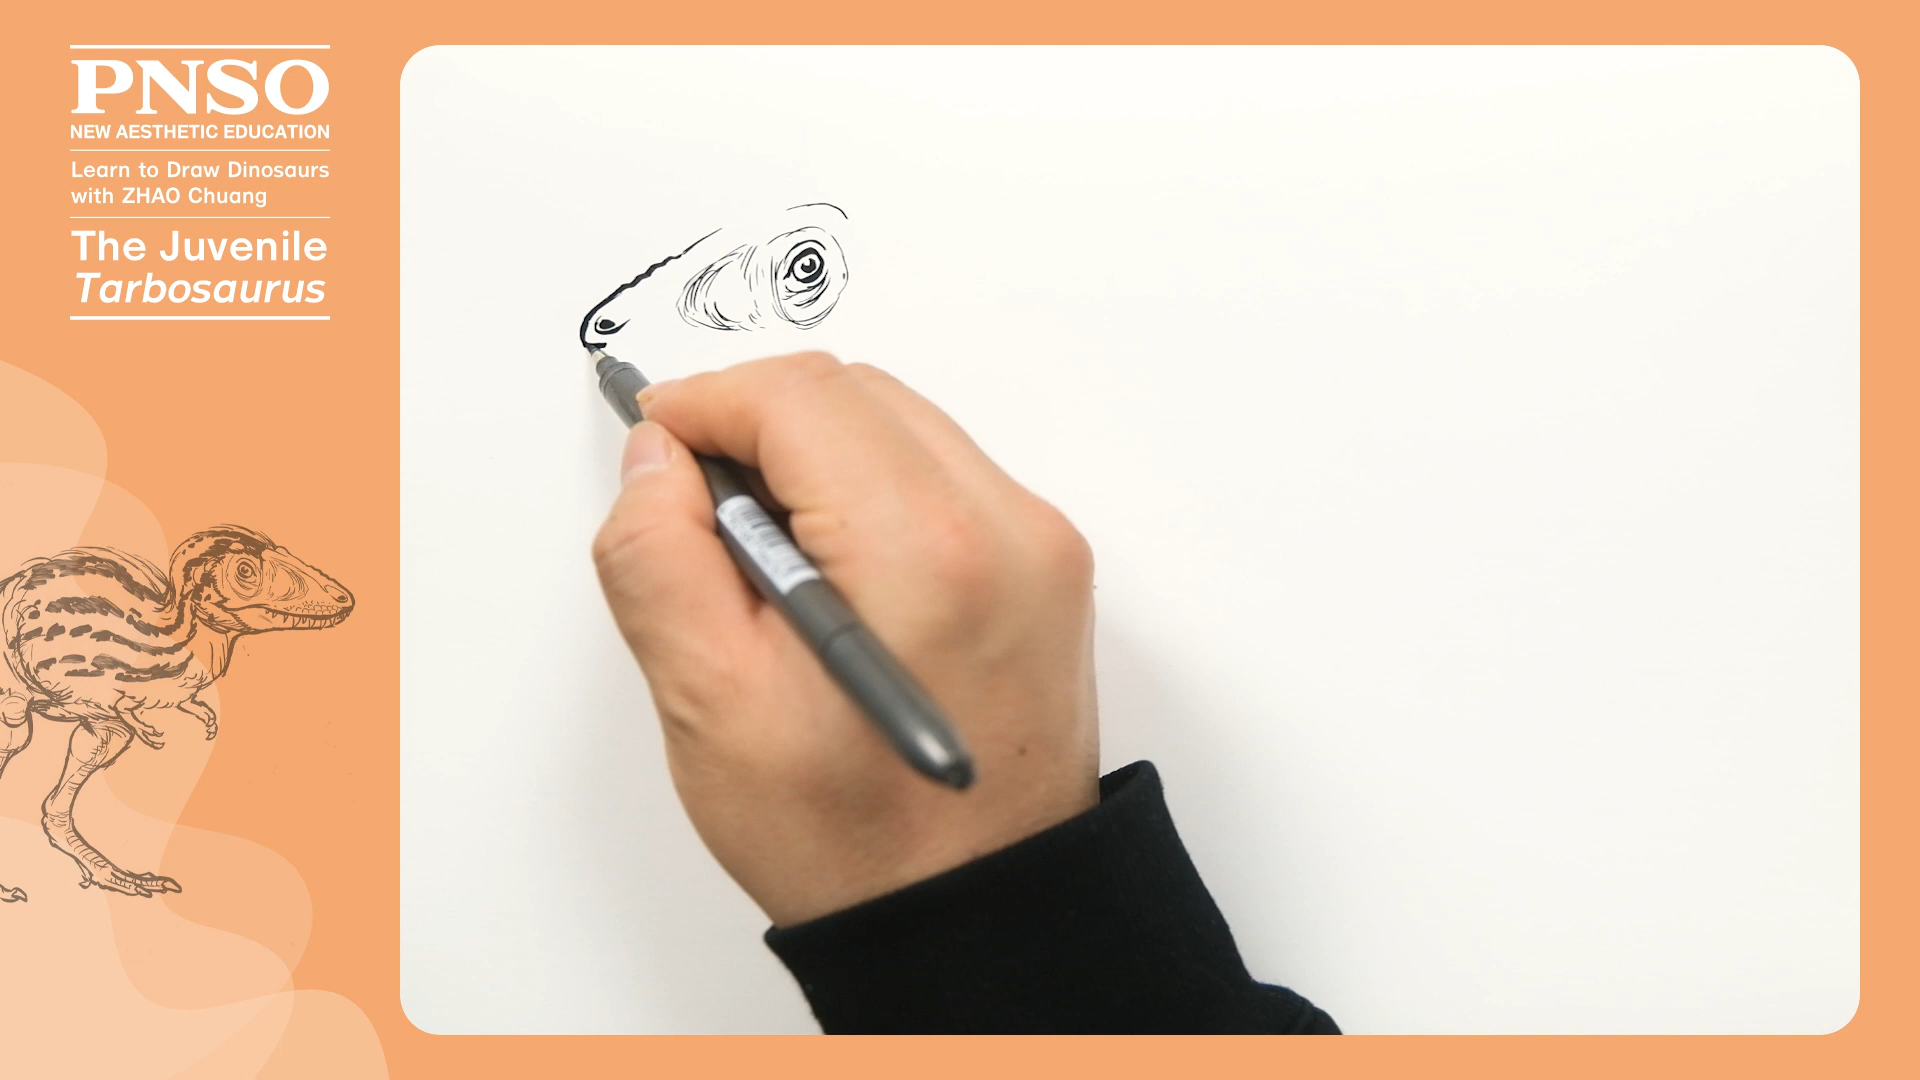 PNSO
NEW AESTHETIC EDUCATION
Learn to Draw Dinosaurs
with ZHAO Chuang
The Juvenile
Tarbosaurus